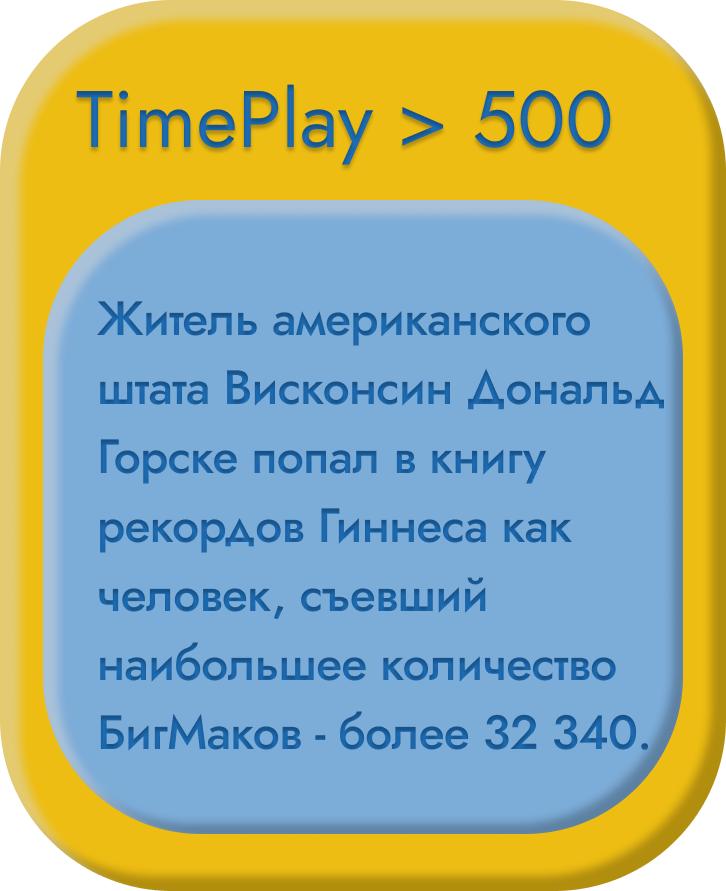 TimePlay > 500
Житель американского
штата Висконсин Дональд
Горске попал в книгу
рекордов Гиннеса как
человек, съевший
наибольшее количество
БигМаков - более 32 340.